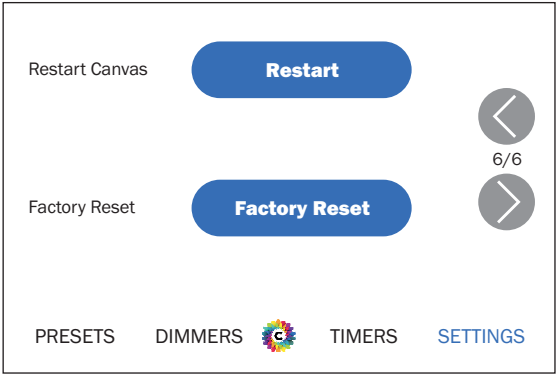 Restart Canvas Restart
6/6
Factory Reset Factory Reset
PRESETS DIMMERS C TIMERS SETTINGS